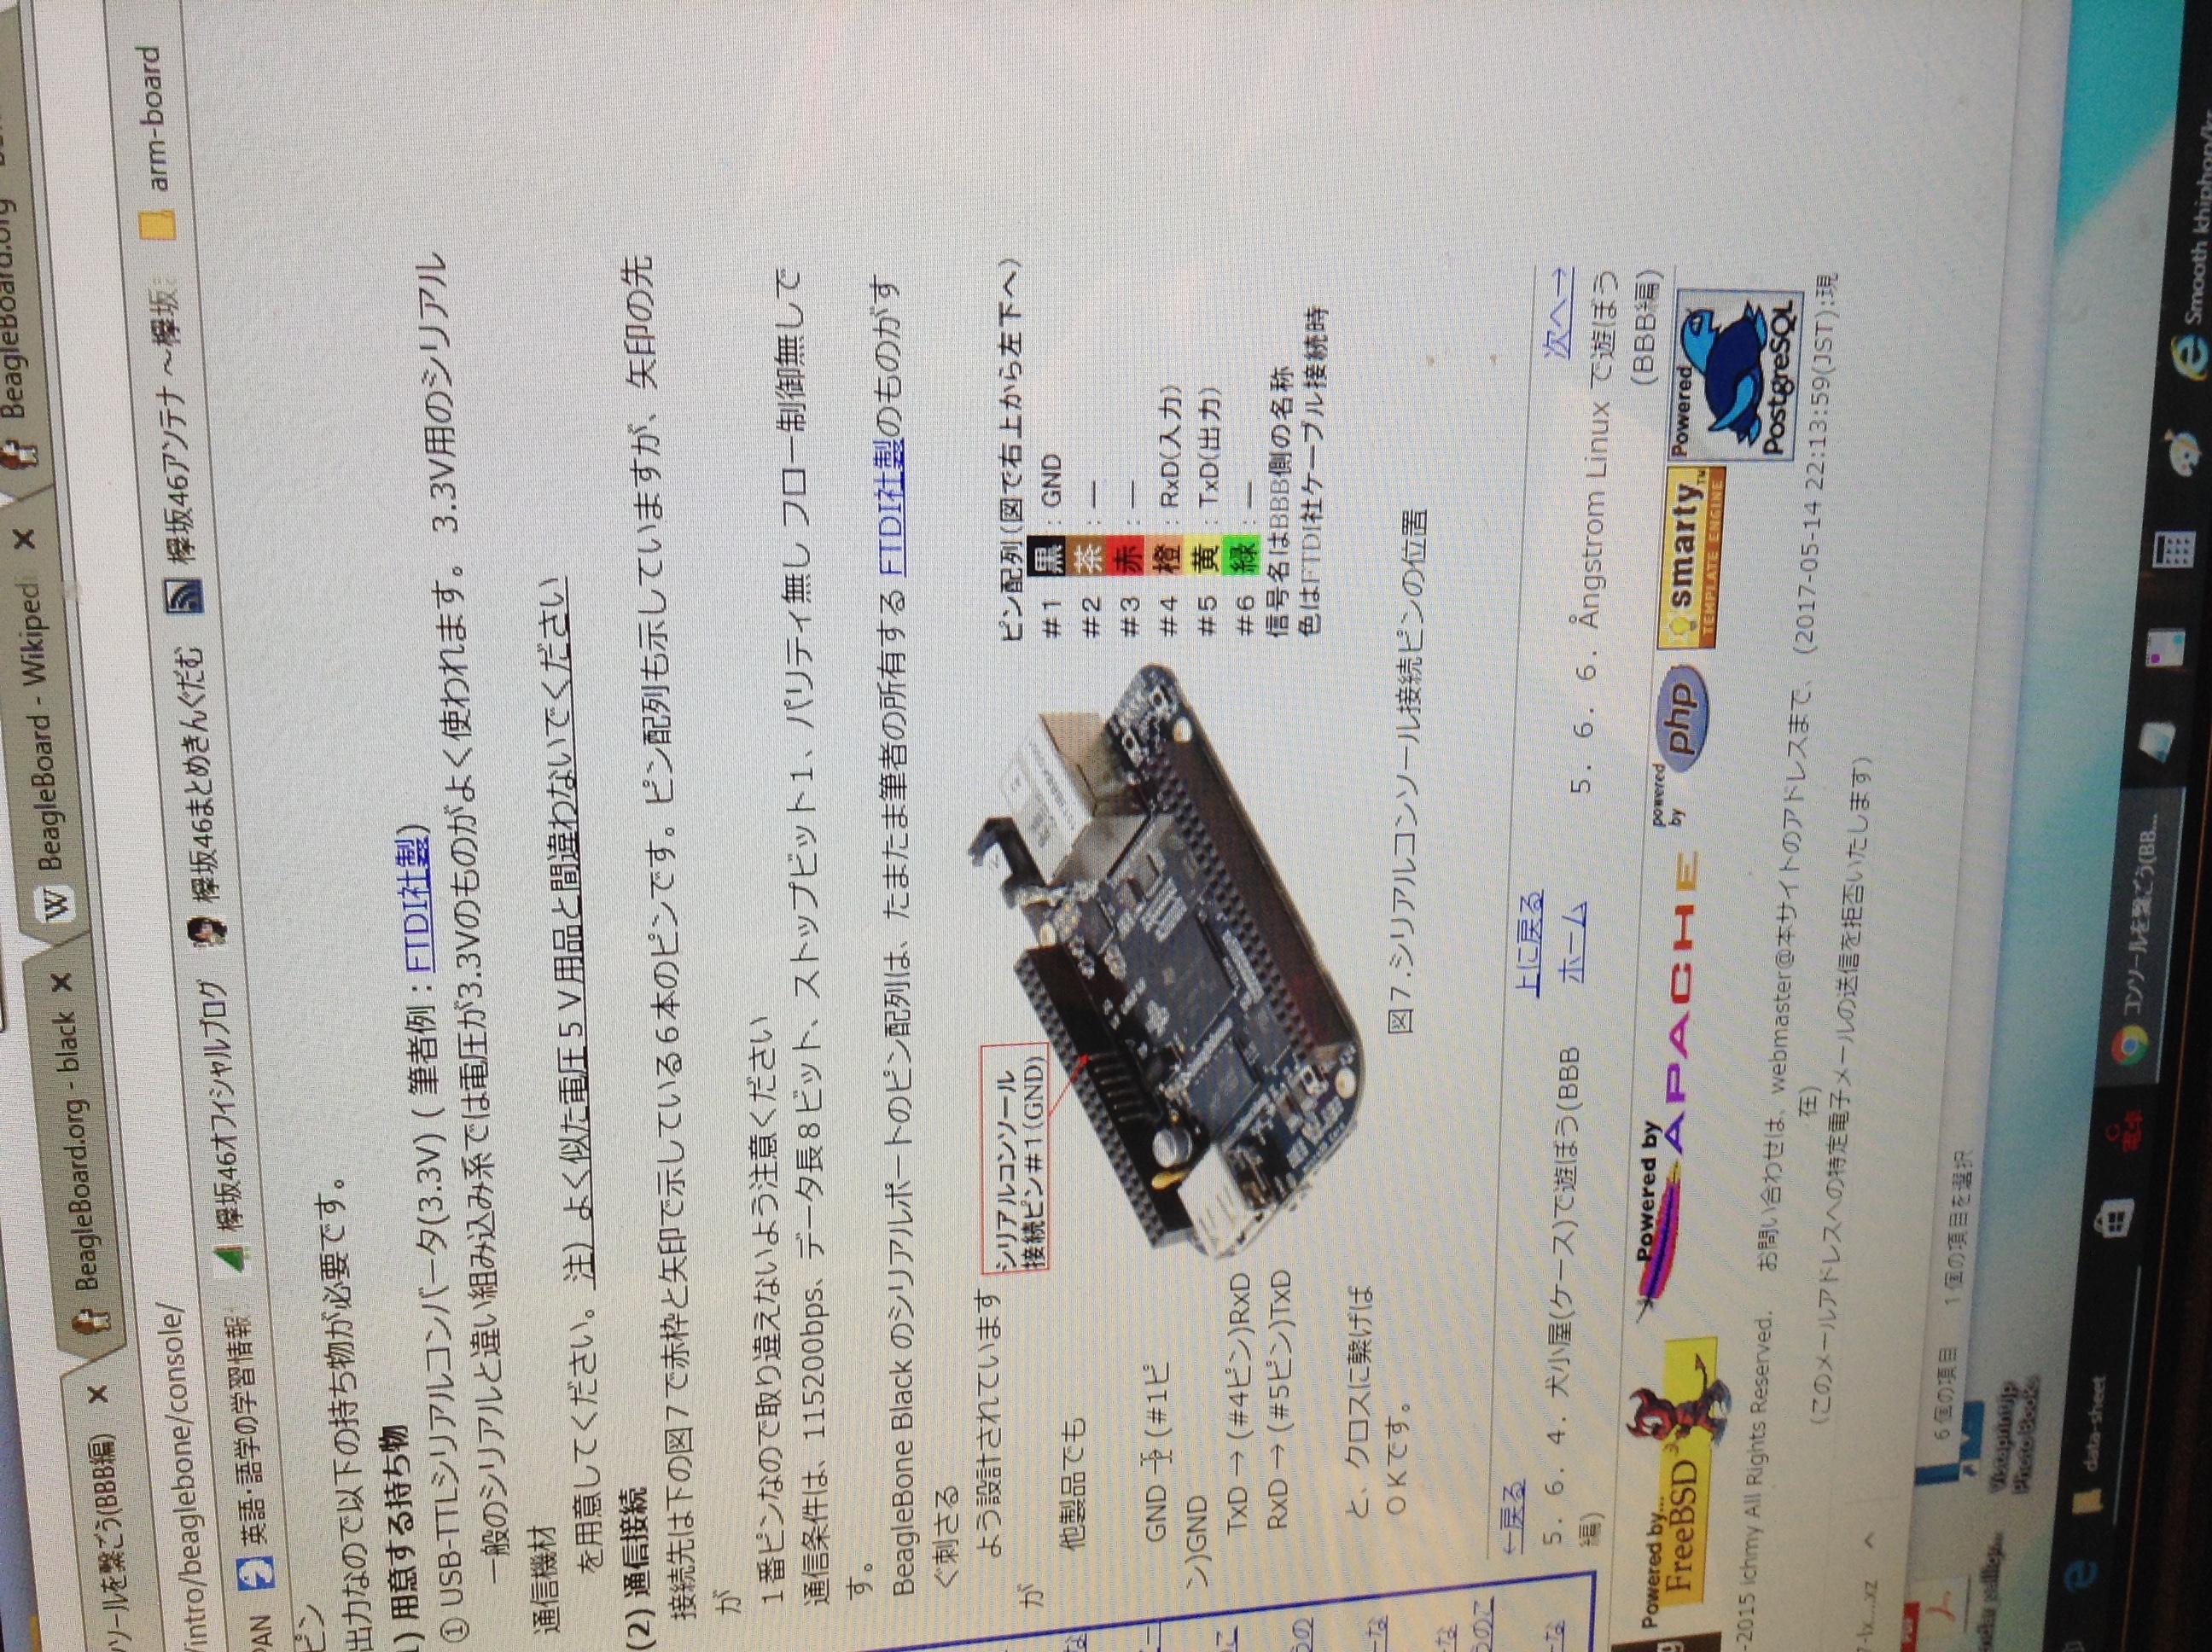 ンソールを繋ごう(BBB編)
BeagleBoard.org - black
BeagleBoard - Wikipedi
BeagleBoard.org
/intro/beaglebone/console/
PAN
英語・語学の学習情報
欅坂46オフィシャルブログ
欅坂46まとめきんぐだむ
欅坂46アンテナ ～欅坂
arm-board
ピン
出力なので以下の持ち物が必要です。
1) 用意する持ち物
① USB-TTLシリアルコンバータ(3.3V) ( 筆者例：FTDI社製)
一般のシリアルと違い組み込み系では電圧が3.3Vのものがよく使われます。 3.3V用のシリアル
通信機材
を用意してください。注）よく似た電圧５Ｖ用品と間違わないでください
(2) 通信接続
接続先は下の図７で赤枠と矢印で示している６本のピンです。ピン配列も示していますが、矢印の先
が
１番ピンなので取り違えないよう注意ください
通信条件は、115200bps、データ長８ビット、ストップビット１、パリティ無し フロー制御無しで
す。
BeagleBone Black のシリアルポートのピン配列は、たまたま筆者の所有する FTDI社製のものがす
ぐ刺さる
よう設計されています
が
他製品でも
GND → (#1ピ
ン)GND
TxD → (#4ピン)RxD
RxD → (#5ピン)TxD
と、クロスに繋げば
ＯＫです。
シリアルコンソール
接続ピン＃1(GND)
ピン配列(図で右上から左下へ)
#1 黒 : GND
#2 茶 : ―
#3 赤 : ―
#4 橙 : RxD(入力)
#5 黄 : TxD(出力)
#6 緑 : ―
信号名はBBB側の名称
色はFTDI社ケーブル接続時
図７.シリアルコンソール接続ピンの位置
←戻る
上に戻る
次へ→
５．６．４．犬小屋(ケース)で遊ぼう(BBB
編)
ホーム
５．６．６．Ångstrom Linux で遊ぼう
(BBB編)
Powered by...
FreeBSD
Powered by
APACHE
powered
by
php
smarty
TEMPLATE ENGINE
Powered
PostgreSQL
-2015 ichmy All Rights Reserved.
お問い合わせは、webmaster@本サイトのアドレスまで、 (2017-05-14 22:13:59(JST):現
在)
(このメールアドレスへの特定電子メールの送信を拒否いたします)
xz
6 個の項目
1 個の項目を選択
PDF
Vistaprint.jp
Photo Books
data-sheet
電卓
コンソールを繋ごう(BB...
Smooth khiphop/kr